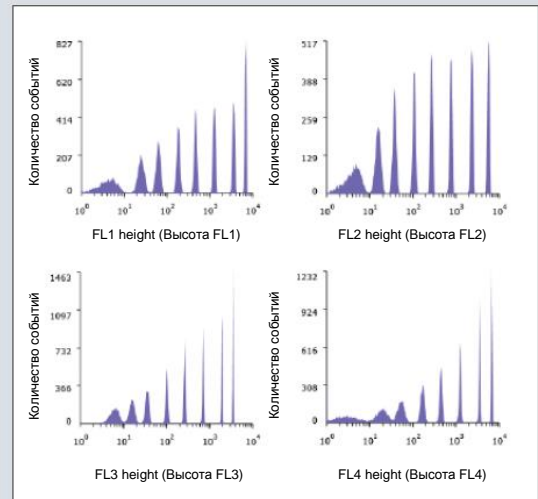 Количество событий
827
620
414
207
0
10⁰ 10¹ 10² 10³ 10⁴
FL1 height (Высота FL1)
Количество событий
517
388
259
129
0
10⁰ 10¹ 10² 10³ 10⁴
FL2 height (Высота FL2)
Количество событий
1463
1097
732
366
0
10⁰ 10¹ 10² 10³ 10⁴
FL3 height (Высота FL3)
Количество событий
1232
924
616
308
0
10⁰ 10¹ 10² 10³ 10⁴
FL4 height (Высота FL4)